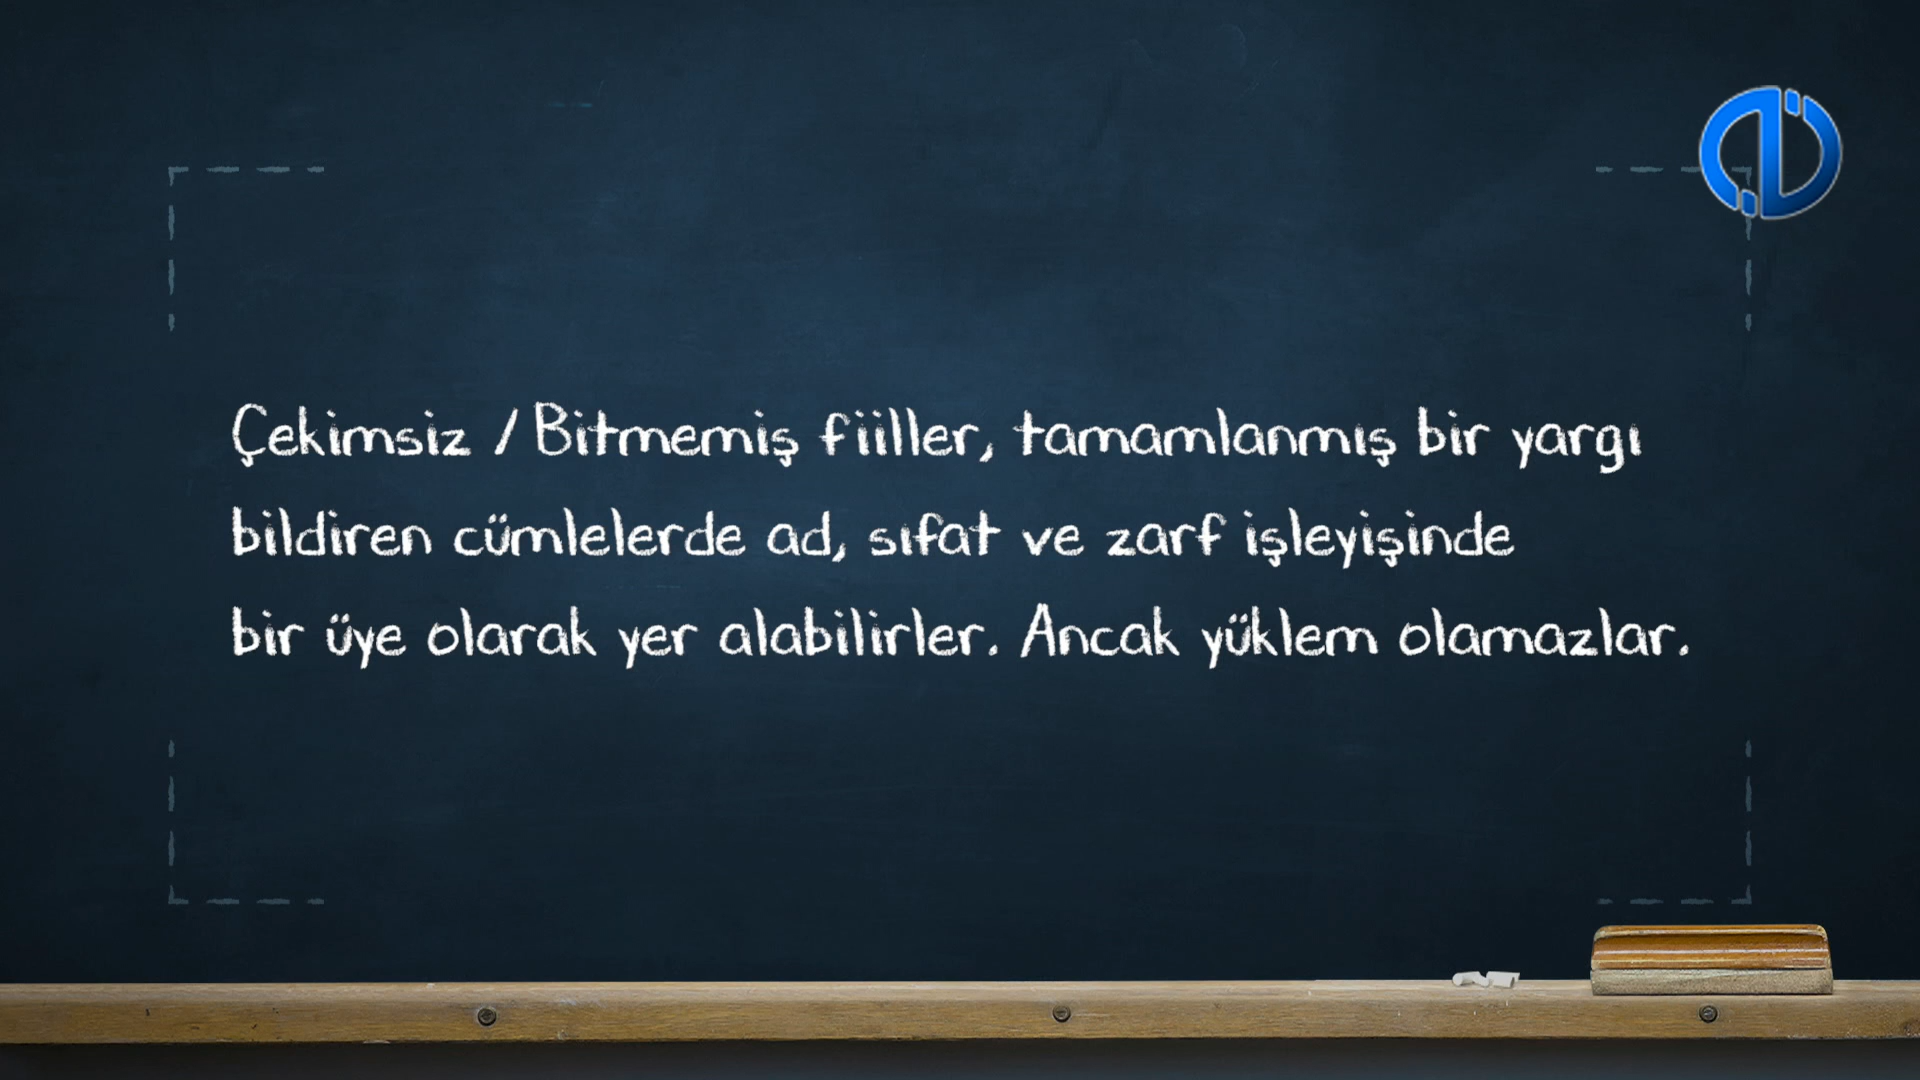 Çekimsiz / Bitmemiş fiiller, tamamlanmış bir yargı
bildiren cümlelerde ad, sıfat ve zarf işleyişinde
bir üye olarak yer alabilirler. Ancak yüklem olamazlar.